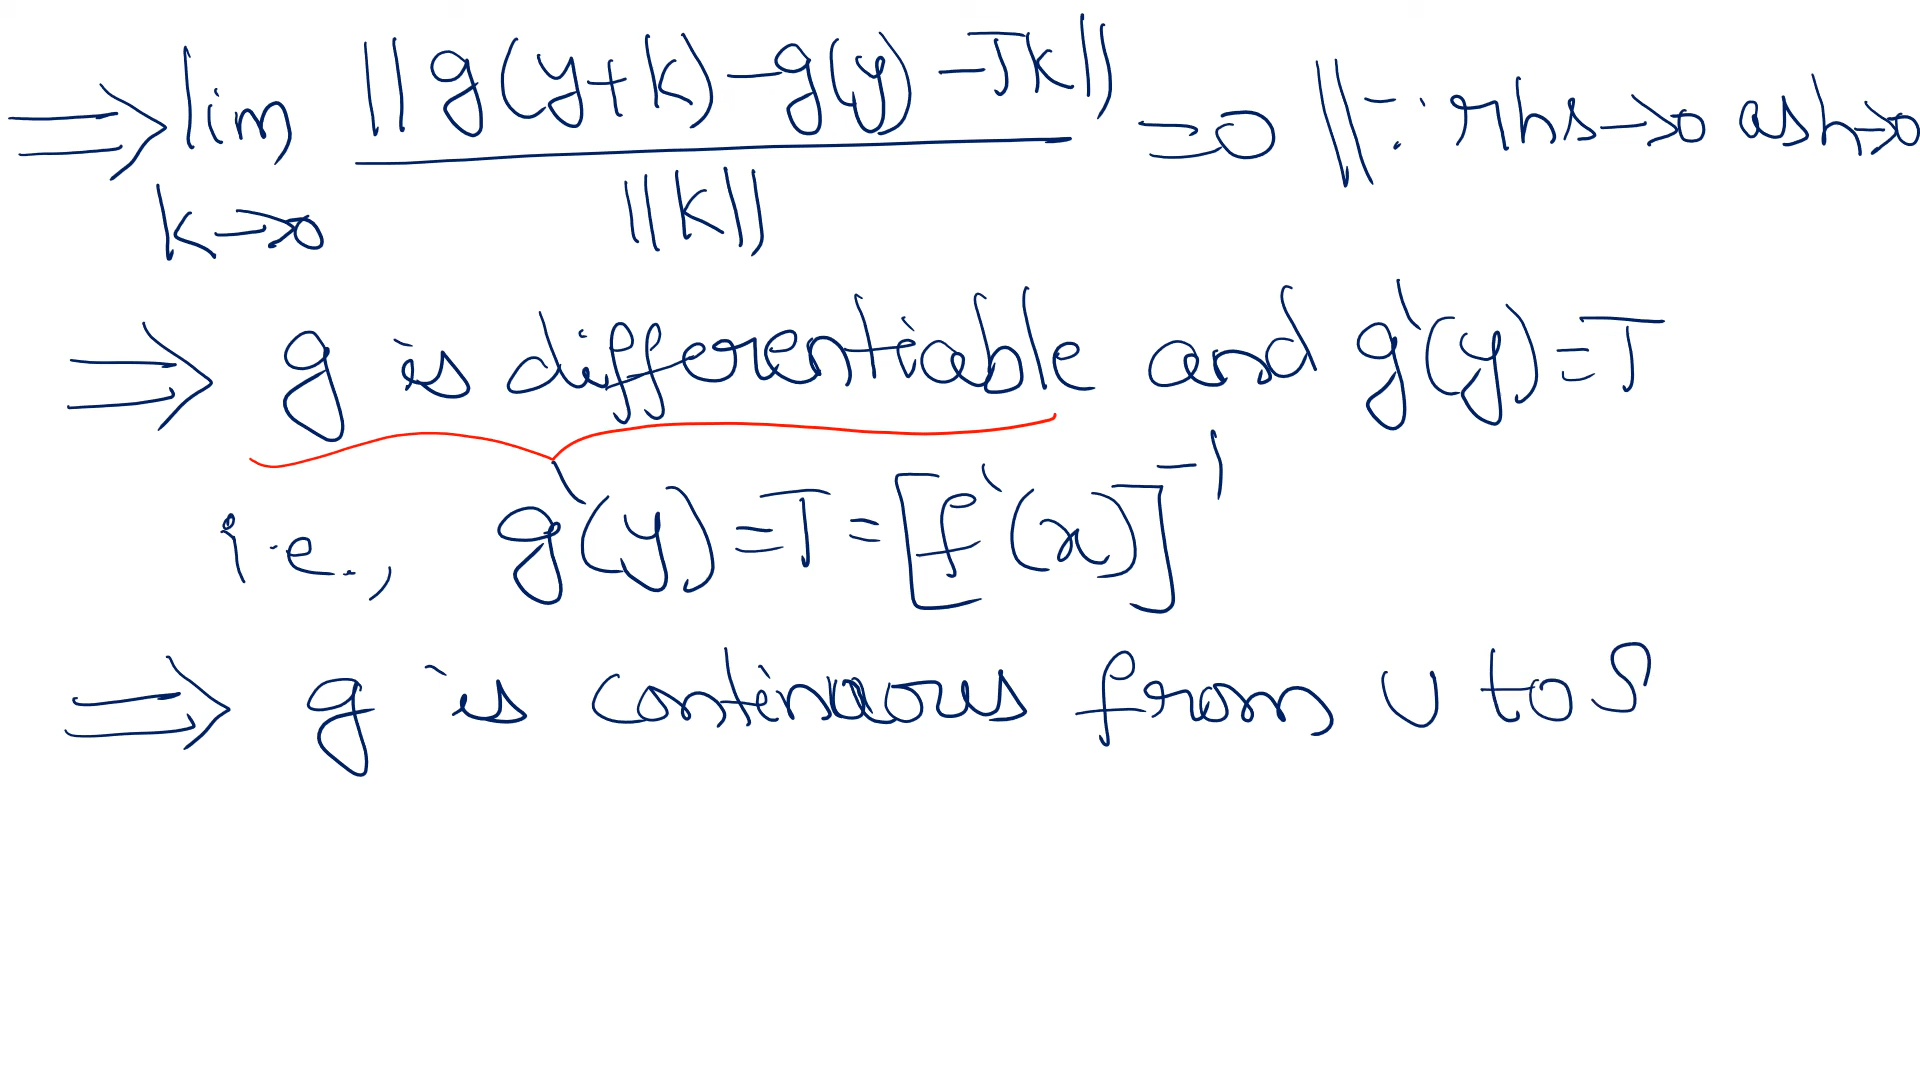 ⇒ lim k→0 ||g(y+k)−g(y)−Tk|| / ||k|| = 0 || ∵ rhs→0 as h→0
⇒ g is differentiable and g'(y)=T
i.e., g'(y)=T=[f'(x)]^-1
⇒ g is continuous from U to S